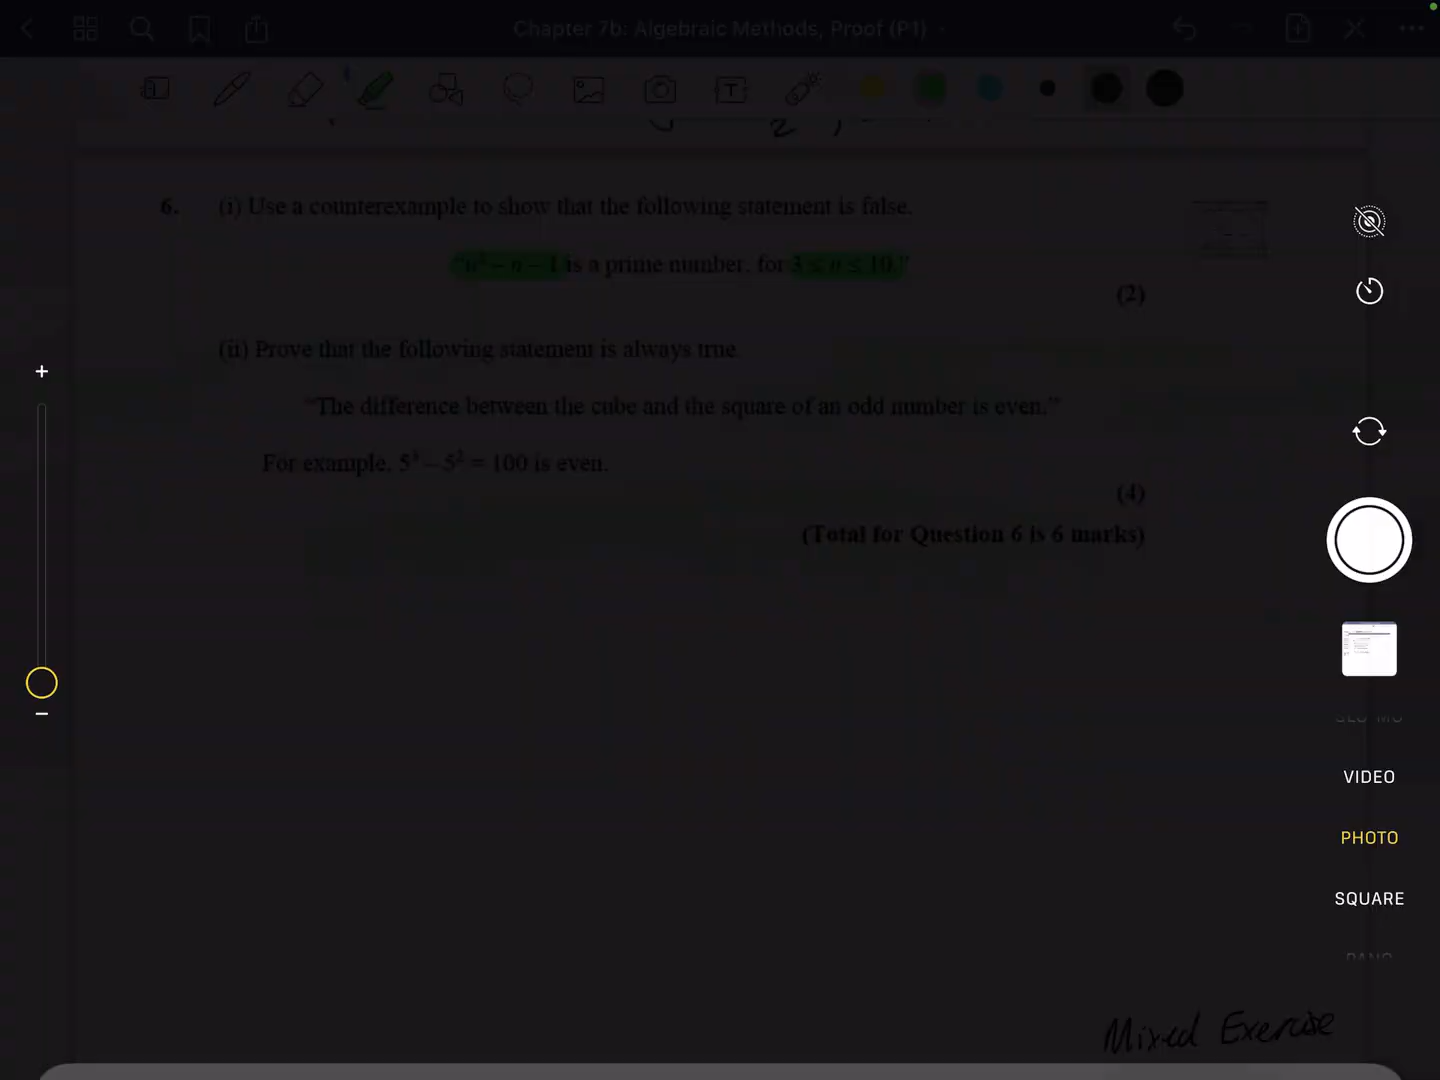 Chapter 7b: Algebraic Methods, Proof (P1)
6. (i) Use a counterexample to show that the following statement is false.
"n² – n – 1 is a prime number, for 3 ≤ n ≤ 10."
(2)
(ii) Prove that the following statement is always true.
"The difference between the cube and the square of an odd number is even."
For example, 5³ – 5² = 100 is even.
(4)
(Total for Question 6 is 6 marks)
VIDEO
PHOTO
SQUARE
Mixed Exercise